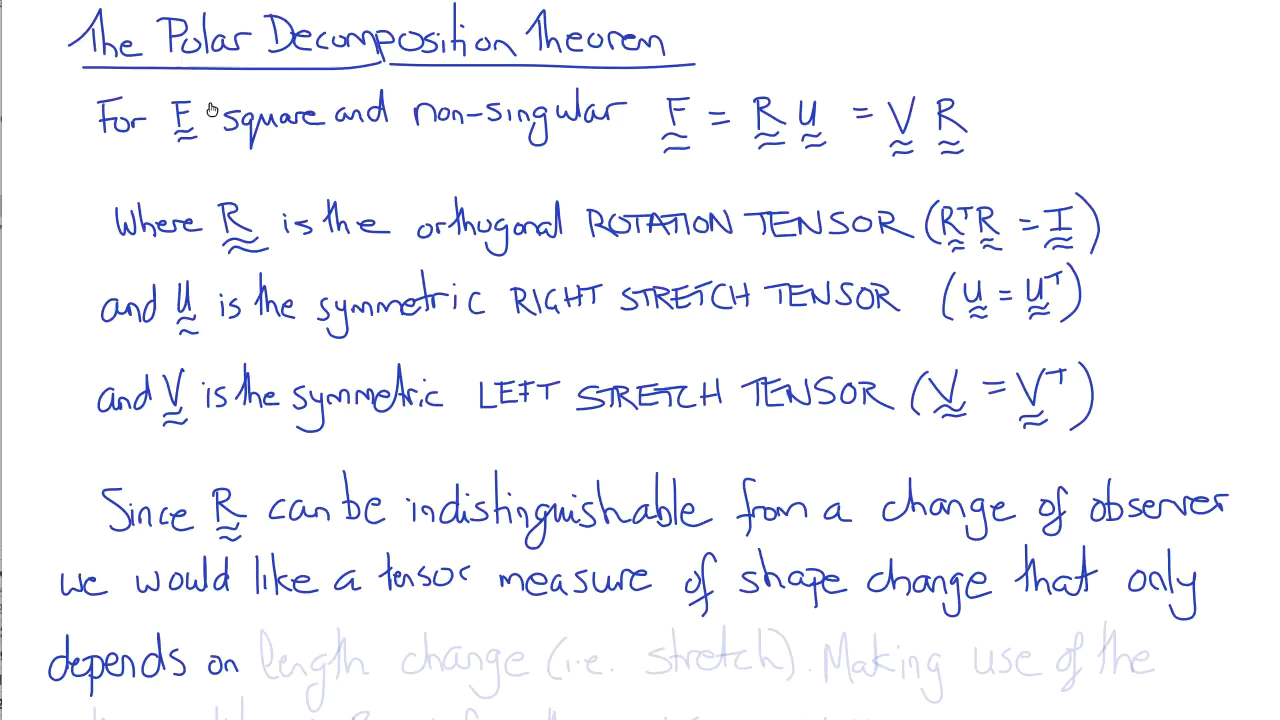 The Polar Decomposition Theorem
For F square and non-singular F = R U = V R
Where R is the orthogonal ROTATION TENSOR (RᵀR = I)
and U is the symmetric RIGHT STRETCH TENSOR (U = Uᵀ)
and V is the symmetric LEFT STRETCH TENSOR (V = Vᵀ)
Since R can be indistinguishable from a change of observer
we would like a tensor measure of shape change that only
depends on length change (i.e. stretch). Making use of the